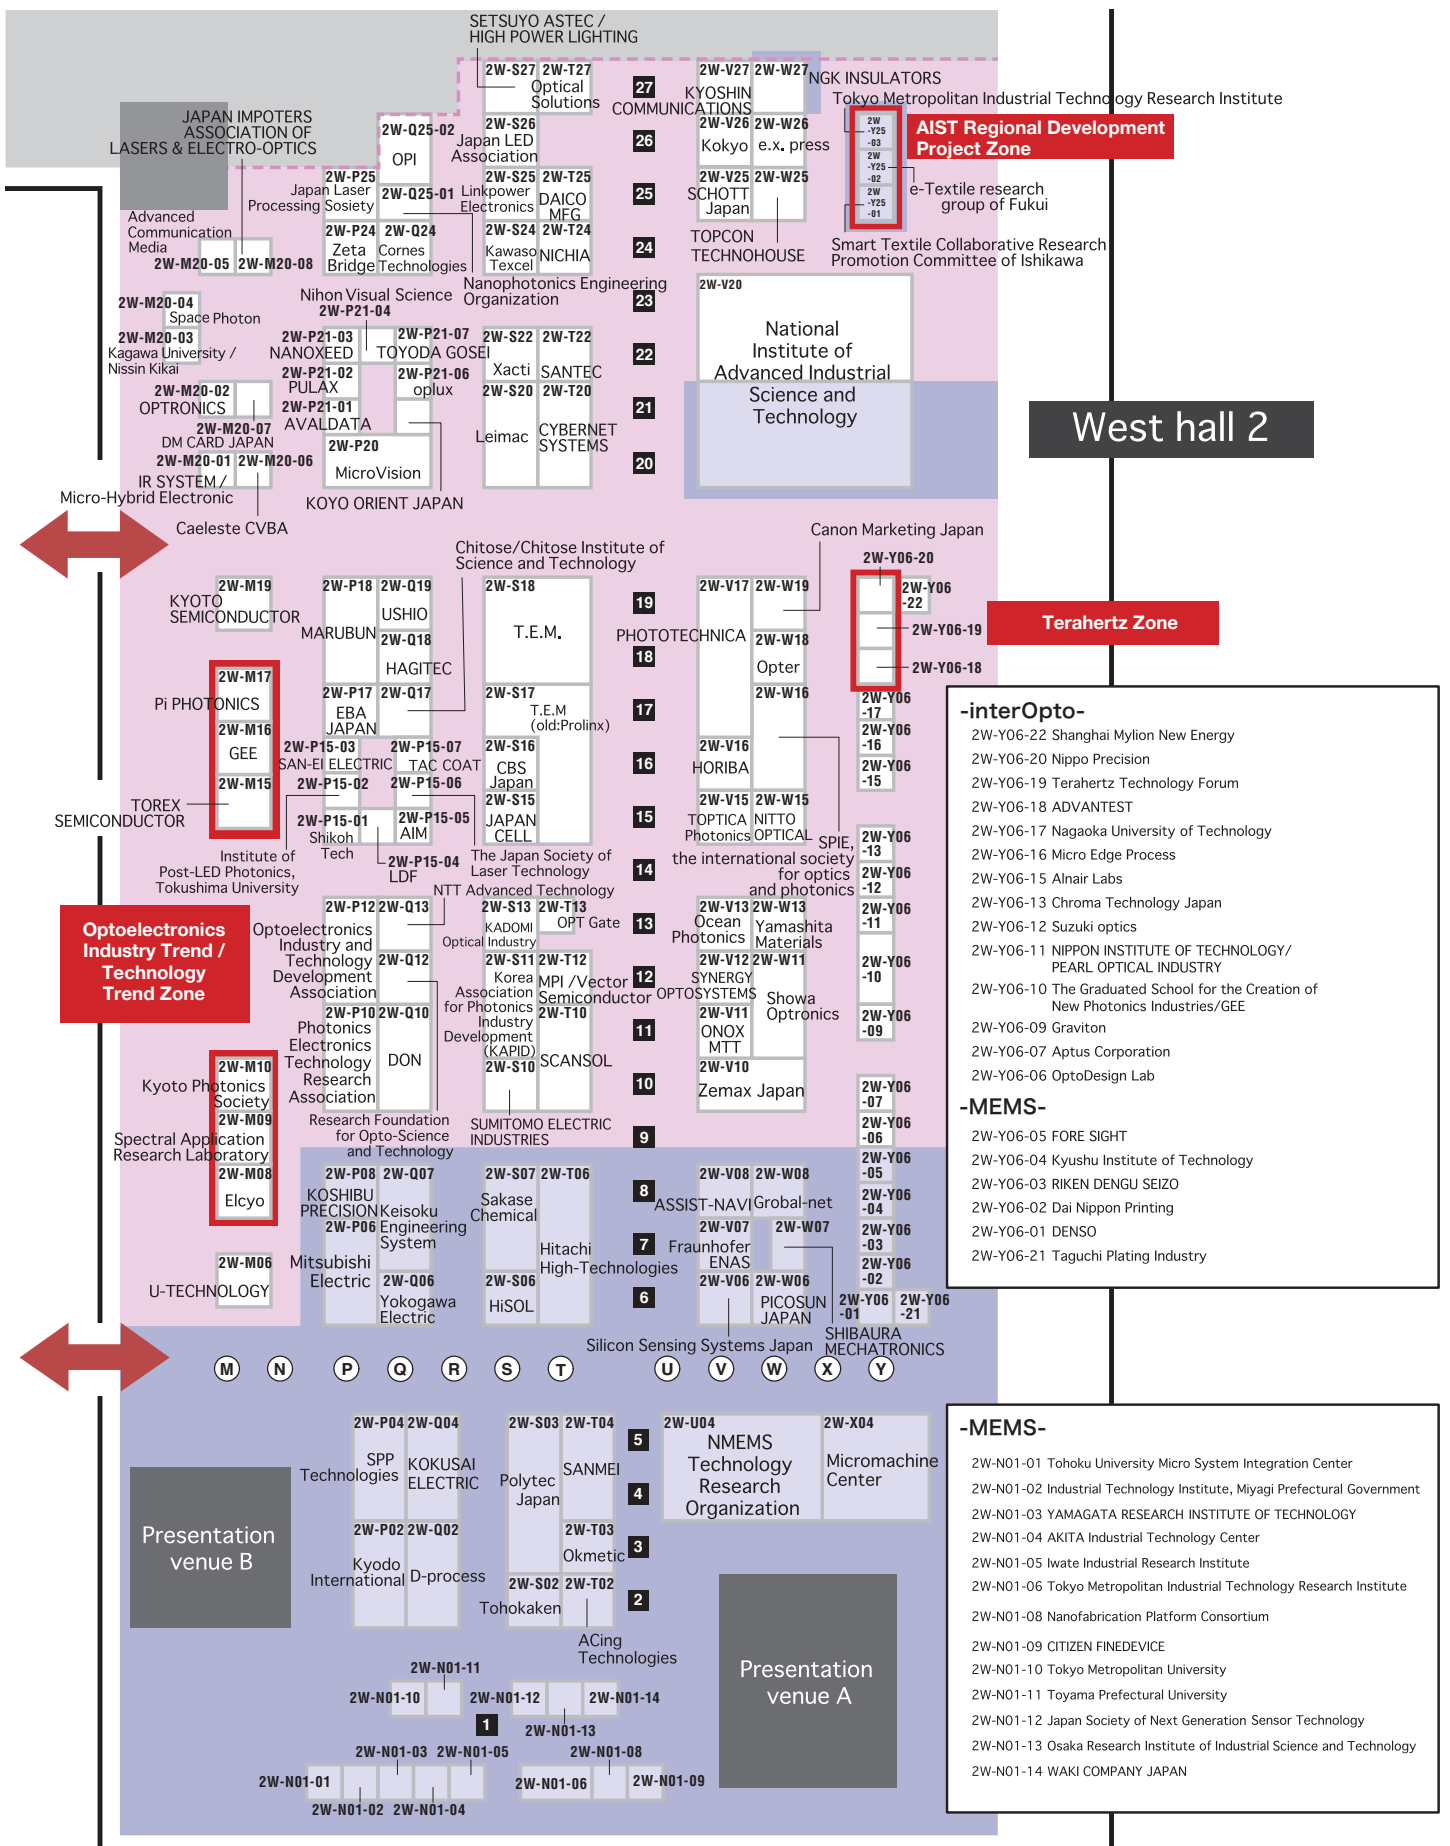 SETSUYO ASTEC /
HIGH POWER LIGHTING
2W-S27
2W-T27
Optical
Solutions
27
2W-V27
2W-W27
KYOSHIN
COMMUNICATIONS
NGK INSULATORS
Tokyo Metropolitan Industrial Technology Research Institute
JAPAN IMPOTERS
ASSOCIATION OF
LASERS & ELECTRO-OPTICS
2W-Q25-02
OPI
2W-S26
Japan LED
Association
26
2W-V26
Kokyo
2W-W26
e.x. press
2W
-Y25
-03
2W
-Y25
-02
2W
-Y25
-01
AIST Regional Development
Project Zone
2W-P25
Japan Laser
Processing Sosiety
2W-Q25-01
2W-S25
Linkpower
Electronics
2W-T25
DAICO
MFG
25
2W-V25
SCHOTT
Japan
2W-W25
e-Textile research
group of Fukui
Advanced
Communication
Media
2W-M20-05
2W-M20-08
2W-P24
Zeta
Bridge
2W-Q24
Cornes
Technologies
2W-S24
Kawaso
Texcel
2W-T24
NICHIA
24
TOPCON
TECHNOHOUSE
Smart Textile Collaborative Research
Promotion Committee of Ishikawa
Nanophotonics Engineering
Organization
23
2W-V20
National
Institute of
Advanced Industrial
Science and
Technology
2W-M20-04
Space Photon
2W-M20-03
Kagawa University /
Nissin Kikai
Nihon Visual Science
2W-P21-04
2W-P21-03
NANOXEED
2W-P21-07
TOYODA GOSEI
2W-S22
Xacti
2W-T22
SANTEC
22
2W-P21-02
PULAX
2W-P21-06
oplux
2W-M20-02
OPTRONICS
2W-M20-07
DM CARD JAPAN
2W-P21-01
AVALDATA
2W-S20
Leimac
2W-T20
CYBERNET
SYSTEMS
21
West hall 2
2W-M20-01
2W-M20-06
IR SYSTEM /
Micro-Hybrid Electronic
2W-P20
MicroVision
20
KOYO ORIENT JAPAN
Caeleste CVBA
Chitose/Chitose Institute of
Science and Technology
Canon Marketing Japan
2W-Y06-20
2W-M19
KYOTO
SEMICONDUCTOR
2W-P18
MARUBUN
2W-Q19
USHIO
2W-S18
T.E.M.
19
2W-V17
PHOTOTECHNICA
2W-W19
2W-Y06
-22
2W-Y06-19
Terahertz Zone
2W-Q18
HAGITEC
18
2W-W18
Opter
2W-Y06-18
2W-M17
Pi PHOTONICS
2W-P17
EBA
JAPAN
2W-Q17
2W-S17
T.E.M
(old:Prolinx)
17
2W-W16
2W-Y06
-17
2W-M16
GEE
2W-P15-03
SAN-EI ELECTRIC
2W-P15-07
TAC COAT
2W-S16
CBS
Japan
16
2W-V16
HORIBA
2W-Y06
-16
2W-Y06
-15
2W-M15
TOREX
SEMICONDUCTOR
2W-P15-02
2W-P15-06
2W-P15-01
Shikoh
Tech
2W-P15-05
AIM
2W-S15
JAPAN
CELL
15
2W-V15
TOPTICA
Photonics
2W-W15
NITTO
OPTICAL
SPIE,
the international society
for optics
and photonics
Institute of
Post-LED Photonics,
Tokushima University
2W-P15-04
LDF
The Japan Society of
Laser Technology
14
2W-Y06
-13
2W-Y06
-12
NTT Advanced Technology
Optoelectronics
Industry Trend /
Technology
Trend Zone
2W-P12
Optoelectronics
Industry and
Technology
Development
Association
2W-Q13
2W-S13
KADOMI
Optical Industry
2W-T13
OPT Gate
13
2W-V13
Ocean
Photonics
2W-W13
Yamashita
Materials
2W-Y06
-11
2W-Q12
2W-S11
Korea
Association
for Photonics
Industry
Development
(KAPID)
2W-T12
MPI /Vector
Semiconductor
12
2W-V12
SYNERGY
OPTOSYSTEMS
2W-W11
Showa
Optronics
2W-Y06
-10
2W-P10
Photonics
Electronics
Technology
Research
Association
2W-Q10
DON
2W-T10
SCANSOL
11
2W-V11
ONOX
MTT
2W-Y06
-09
2W-M10
Kyoto Photonics
Society
2W-S10
10
2W-V10
Zemax Japan
2W-Y06
-07
2W-M09
Spectral Application
Research Laboratory
Research Foundation
for Opto-Science
and Technology
SUMITOMO ELECTRIC
INDUSTRIES
9
2W-Y06
-06
2W-M08
Elcyo
2W-P08
KOSHIBU
PRECISION
2W-Q07
Keisoku
Engineering
System
2W-S07
Sakase
Chemical
2W-T06
Hitachi
High-Technologies
8
2W-V08
ASSIST-NAVI
2W-W08
Grobal-net
2W-Y06
-05
2W-Y06
-04
2W-P06
Mitsubishi
Electric
7
2W-V07
Fraunhofer
ENAS
2W-W07
2W-Y06
-03
2W-M06
U-TECHNOLOGY
2W-Q06
Yokogawa
Electric
2W-S06
HiSOL
6
2W-V06
2W-W06
PICOSUN
JAPAN
2W-Y06
-02
2W-Y06
-01
2W-Y06
-21
Silicon Sensing Systems Japan
SHIBAURA
MECHATRONICS
M
N
P
Q
R
S
T
U
V
W
X
Y
-interOpto-
2W-Y06-22 Shanghai Mylion New Energy
2W-Y06-20 Nippo Precision
2W-Y06-19 Terahertz Technology Forum
2W-Y06-18 ADVANTEST
2W-Y06-17 Nagaoka University of Technology
2W-Y06-16 Micro Edge Process
2W-Y06-15 Alnair Labs
2W-Y06-13 Chroma Technology Japan
2W-Y06-12 Suzuki optics
2W-Y06-11 NIPPON INSTITUTE OF TECHNOLOGY/
PEARL OPTICAL INDUSTRY
2W-Y06-10 The Graduated School for the Creation of
New Photonics Industries/GEE
2W-Y06-09 Graviton
2W-Y06-07 Aptus Corporation
2W-Y06-06 OptoDesign Lab
-MEMS-
2W-Y06-05 FORE SIGHT
2W-Y06-04 Kyushu Institute of Technology
2W-Y06-03 RIKEN DENGU SEIZO
2W-Y06-02 Dai Nippon Printing
2W-Y06-01 DENSO
2W-Y06-21 Taguchi Plating Industry
2W-P04
SPP
Technologies
2W-Q04
KOKUSAI
ELECTRIC
2W-S03
Polytec
Japan
2W-T04
SANMEI
5
4
2W-U04
NMEMS
Technology
Research
Organization
2W-X04
Micromachine
Center
Presentation
venue B
2W-P02
Kyodo
International
2W-Q02
D-process
2W-T03
Okmetic
3
2W-S02
Tohokaken
2W-T02
2
ACing
Technologies
Presentation
venue A
2W-N01-11
2W-N01-10
2W-N01-12
2W-N01-14
1
2W-N01-13
2W-N01-03
2W-N01-05
2W-N01-08
2W-N01-01
2W-N01-06
2W-N01-09
2W-N01-02
2W-N01-04
-MEMS-
2W-N01-01 Tohoku University Micro System Integration Center
2W-N01-02 Industrial Technology Institute, Miyagi Prefectural Government
2W-N01-03 YAMAGATA RESEARCH INSTITUTE OF TECHNOLOGY
2W-N01-04 AKITA Industrial Technology Center
2W-N01-05 Iwate Industrial Research Institute
2W-N01-06 Tokyo Metropolitan Industrial Technology Research Institute
2W-N01-08 Nanofabrication Platform Consortium
2W-N01-09 CITIZEN FINEDEVICE
2W-N01-10 Tokyo Metropolitan University
2W-N01-11 Toyama Prefectural University
2W-N01-12 Japan Society of Next Generation Sensor Technology
2W-N01-13 Osaka Research Institute of Industrial Science and Technology
2W-N01-14 WAKI COMPANY JAPAN